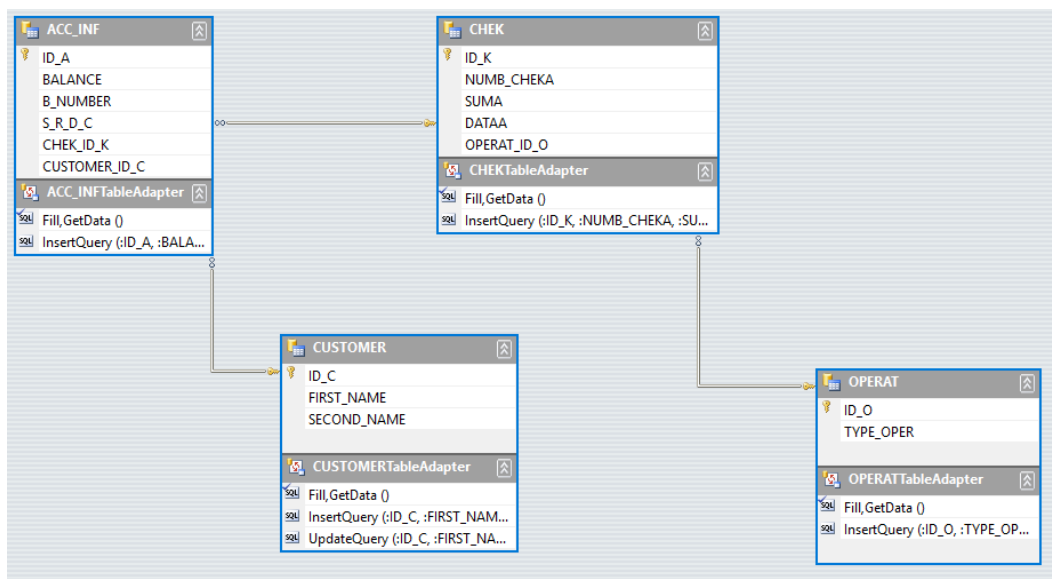 ACC_INF
ID_A
BALANCE
B_NUMBER
S_R_D_C
CHEK_ID_K
CUSTOMER_ID_C
ACC_INFTableAdapter
Fill,GetData ()
InsertQuery (:ID_A, :BALA...
CHEK
ID_K
NUMB_CHEKA
SUMA
DATAA
OPERAT_ID_O
CHEKTableAdapter
Fill,GetData ()
InsertQuery (:ID_K, :NUMB_CHEKA, :SU...
CUSTOMER
ID_C
FIRST_NAME
SECOND_NAME
CUSTOMERTableAdapter
Fill,GetData ()
InsertQuery (:ID_C, :FIRST_NAM...
UpdateQuery (:ID_C, :FIRST_NA...
OPERAT
ID_O
TYPE_OPER
OPERATTableAdapter
Fill,GetData ()
InsertQuery (:ID_O, :TYPE_OP...